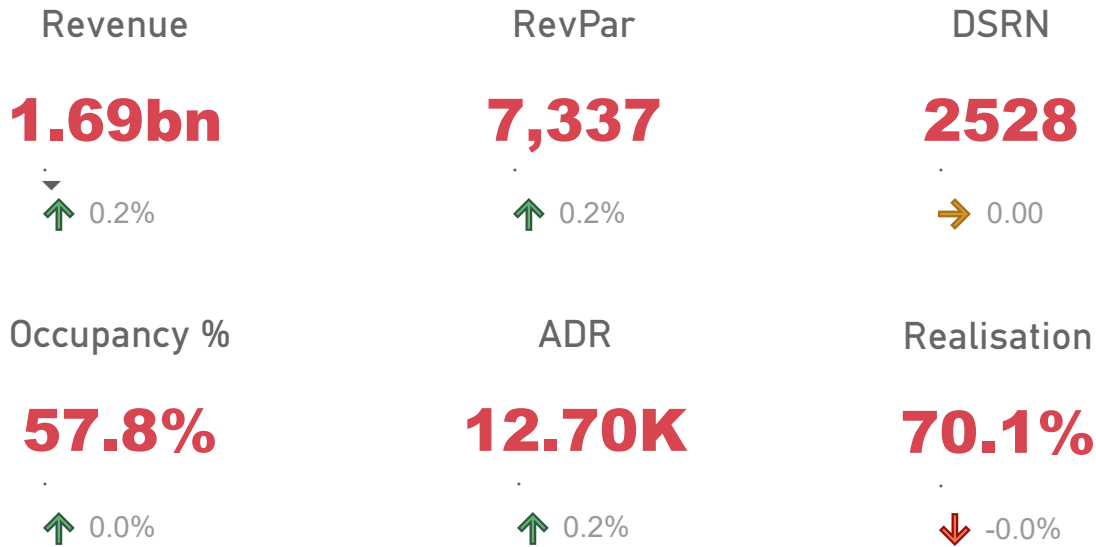 Revenue
RevPar
DSRN
1.69bn
7,337
2528
0.2%
0.2%
0.00
Occupancy %
ADR
Realisation
57.8%
12.70K
70.1%
0.0%
0.2%
-0.0%